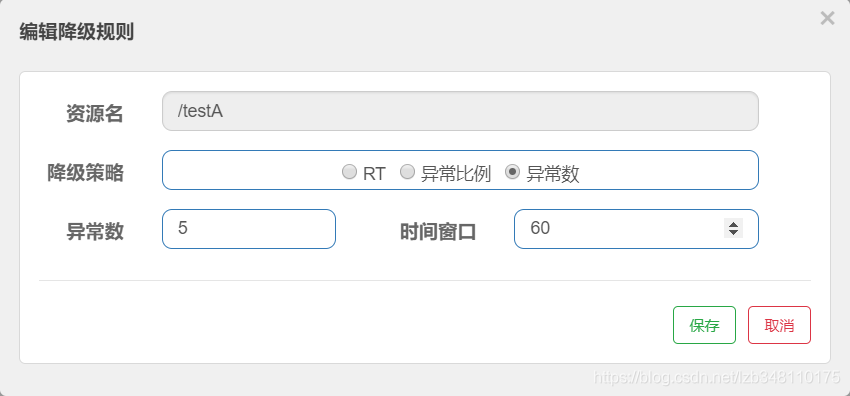 编辑降级规则 ×
资源名 /testA
降级策略 RT 异常比例 异常数
异常数 5 时间窗口 60
保存 取消
https://blog.csdn.net/lzb348110175